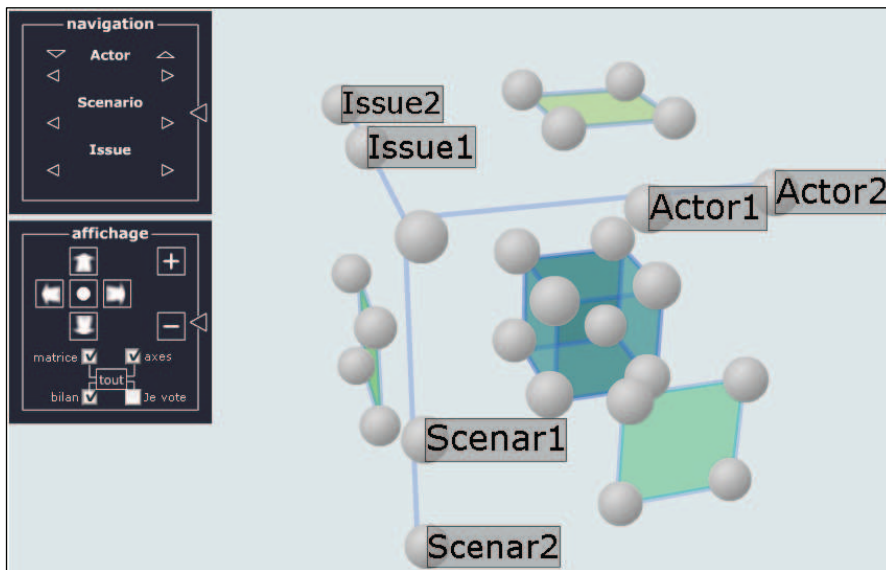 navigation
Actor
Scenario
Issue
affichage
+
−
matrice axes
tout
bilan Je vote
Issue2
Issue1
Actor1
Actor2
Scenar1
Scenar2